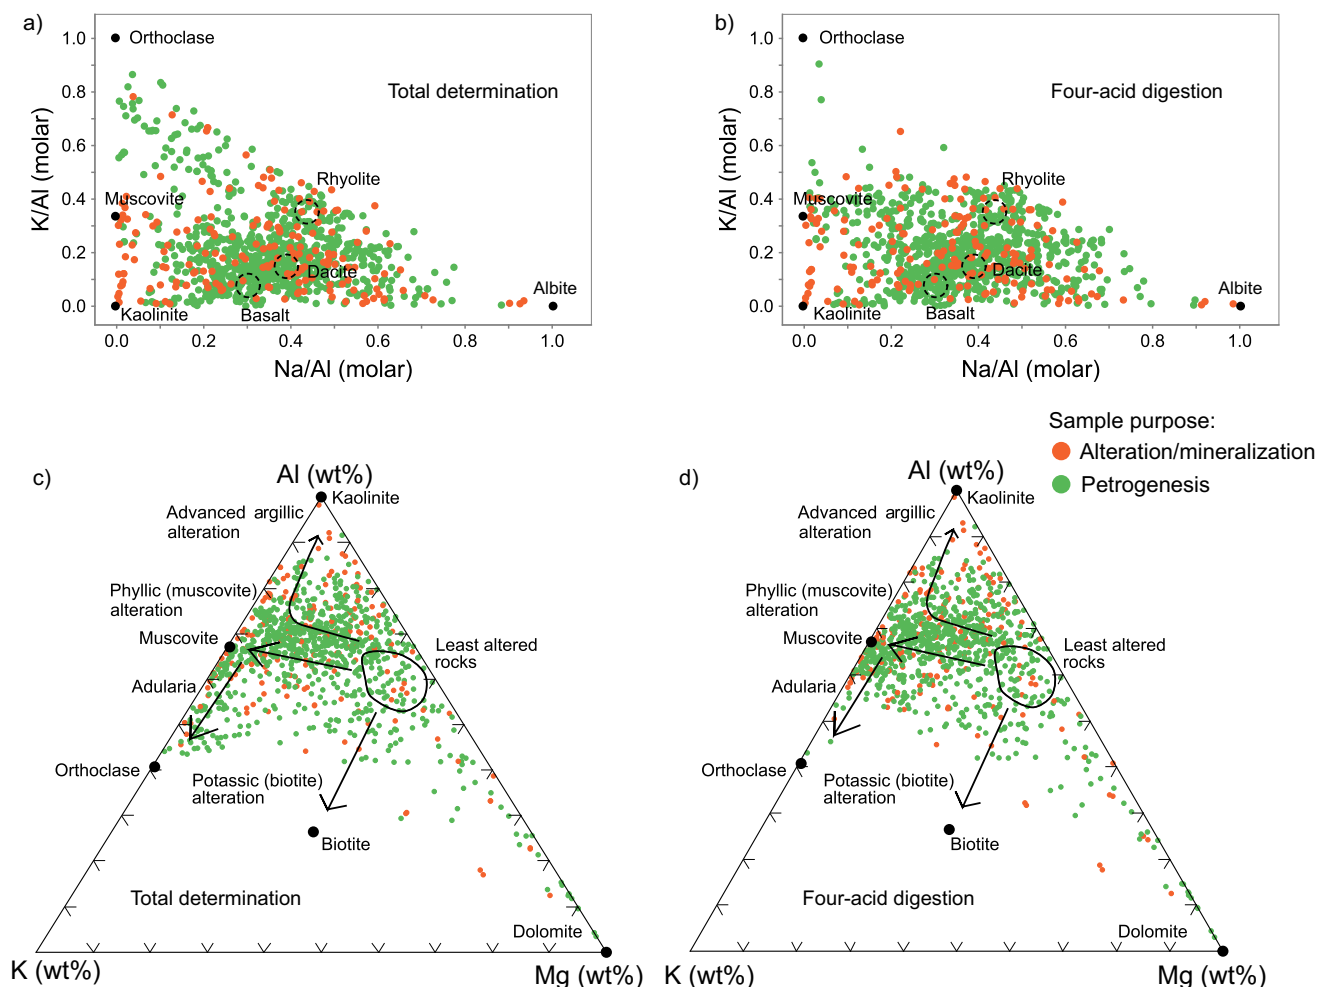 a)
K/Al (molar)
1.0
0.8
0.6
0.4
0.2
0.0
Orthoclase
Total determination
Rhyolite
Muscovite
Dacite
Albite
Kaolinite
Basalt
0.0
0.2
0.4
0.6
0.8
1.0
Na/Al (molar)
b)
K/Al (molar)
1.0
0.8
0.6
0.4
0.2
0.0
Orthoclase
Four-acid digestion
Rhyolite
Muscovite
Dacite
Albite
Kaolinite
Basalt
0.0
0.2
0.4
0.6
0.8
1.0
Na/Al (molar)
Sample purpose:
Alteration/mineralization
Petrogenesis
c)
Al (wt%)
Kaolinite
Advanced argillic
alteration
Phyllic (muscovite)
alteration
Muscovite
Least altered
rocks
Adularia
Orthoclase
Potassic (biotite)
alteration
Biotite
Total determination
Dolomite
K (wt%)
Mg (wt%)
d)
Al (wt%)
Kaolinite
Advanced argillic
alteration
Phyllic (muscovite)
alteration
Muscovite
Least altered
rocks
Adularia
Orthoclase
Potassic (biotite)
alteration
Biotite
Four-acid digestion
Dolomite
K (wt%)
Mg (wt%)